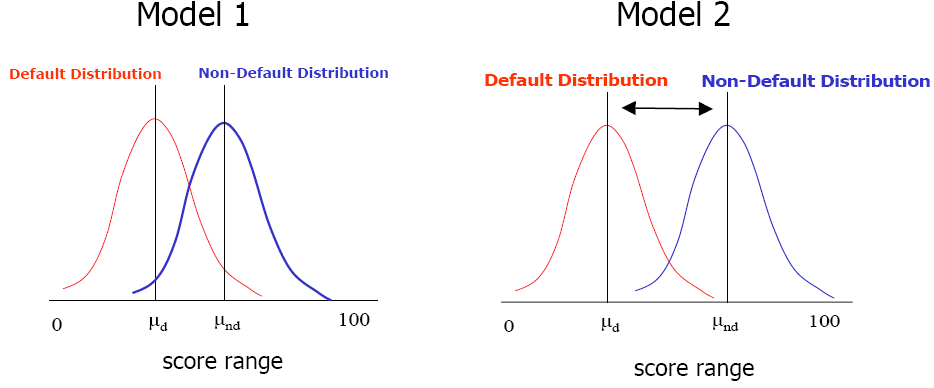 Model 1
Default Distribution
Non-Default Distribution
0
μd
μnd
100
score range
Model 2
Default Distribution
Non-Default Distribution
0
μd
μnd
100
score range